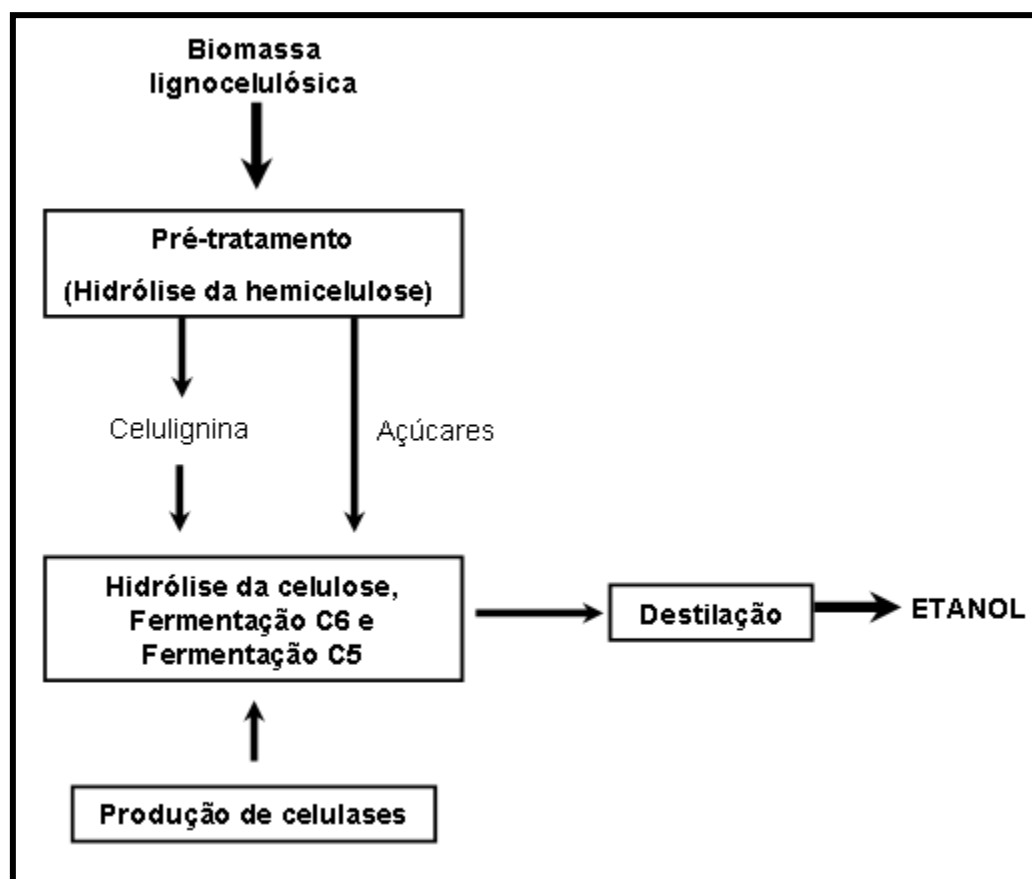 Biomassa
lignocelulósica
Pré-tratamento
(Hidrólise da hemicelulose)
Celulignina
Açúcares
Hidrólise da celulose,
Fermentação C6 e
Fermentação C5
Destilação
ETANOL
Produção de celulases